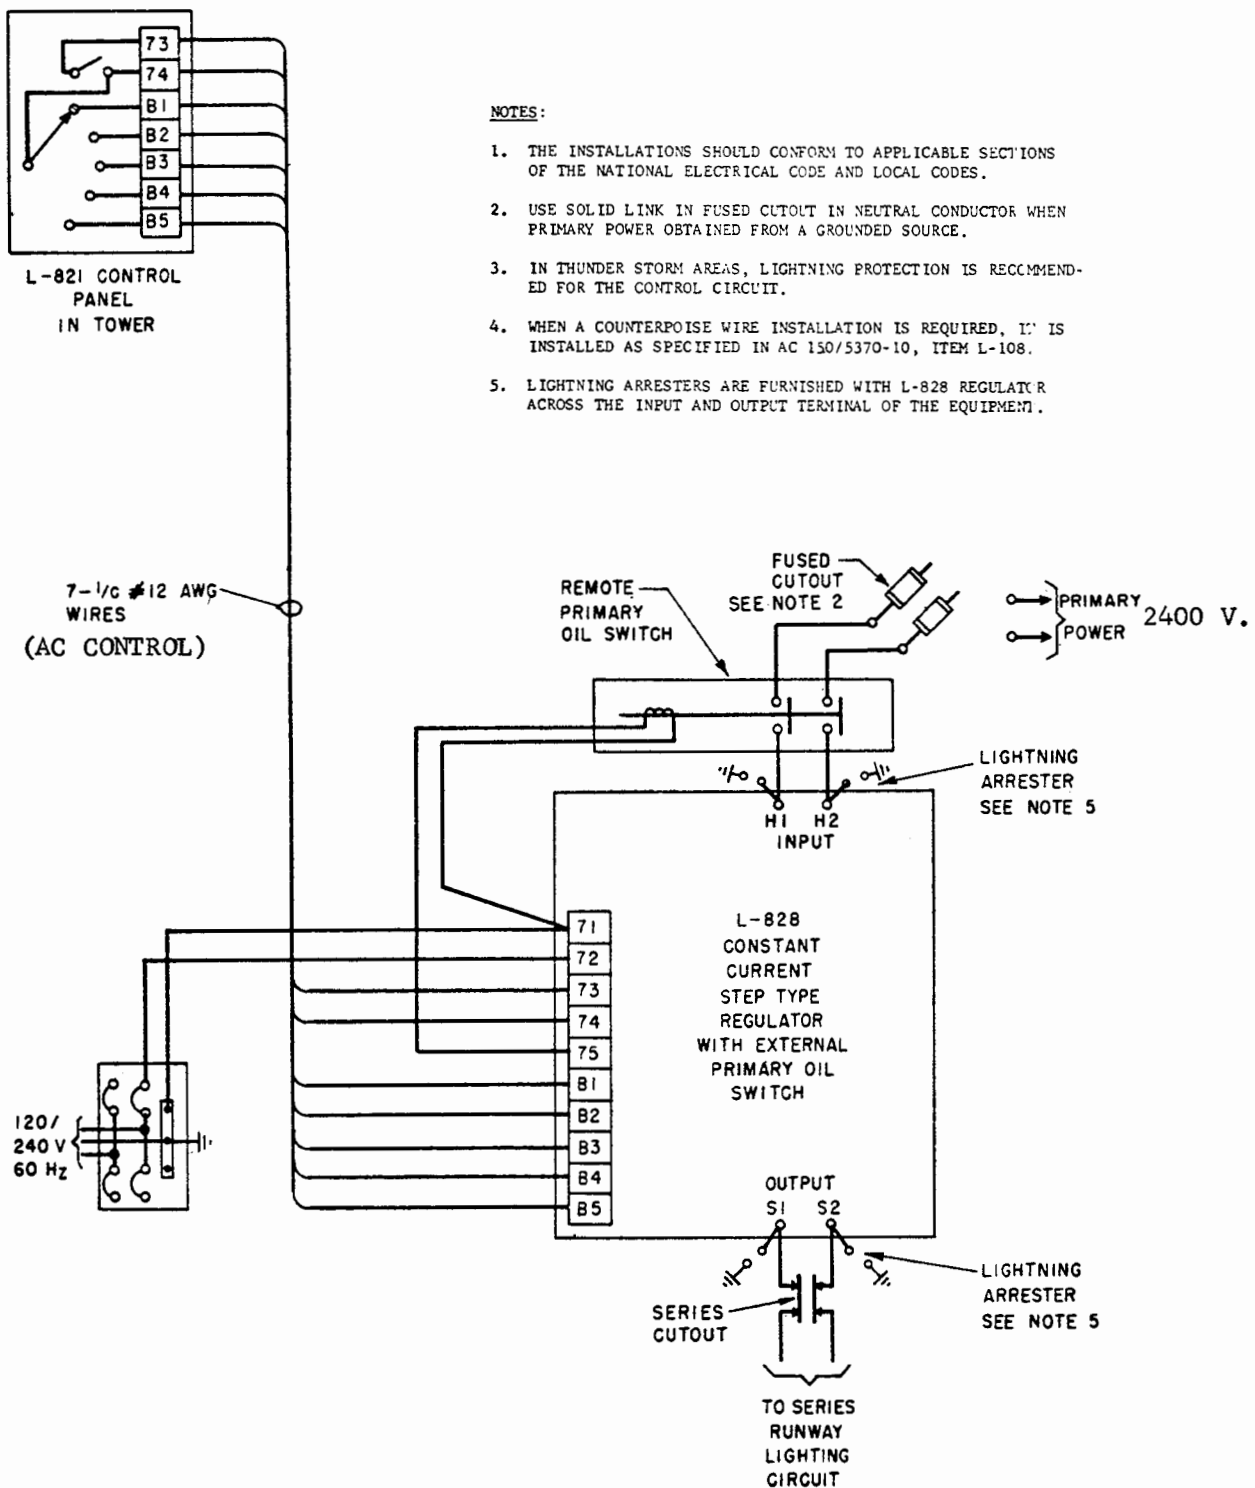 73
74
B1
B2
B3
B4
B5
L-821 CONTROL
PANEL
IN TOWER
NOTES:
1. THE INSTALLATIONS SHOULD CONFORM TO APPLICABLE SECTIONS
OF THE NATIONAL ELECTRICAL CODE AND LOCAL CODES.
2. USE SOLID LINK IN FUSED CUTOUT IN NEUTRAL CONDUCTOR WHEN
PRIMARY POWER OBTAINED FROM A GROUNDED SOURCE.
3. IN THUNDER STORM AREAS, LIGHTNING PROTECTION IS RECOMMEND-
ED FOR THE CONTROL CIRCUIT.
4. WHEN A COUNTERPOISE WIRE INSTALLATION IS REQUIRED, IT IS
INSTALLED AS SPECIFIED IN AC 150/5370-10, ITEM L-108.
5. LIGHTNING ARRESTERS ARE FURNISHED WITH L-828 REGULATOR
ACROSS THE INPUT AND OUTPUT TERMINAL OF THE EQUIPMENT.
7-1/C #12 AWG
WIRES
(AC CONTROL)
REMOTE
PRIMARY
OIL SWITCH
FUSED
CUTOUT
SEE NOTE 2
PRIMARY
POWER
2400 V.
LIGHTNING
ARRESTER
SEE NOTE 5
H1 H2
INPUT
71
72
73
74
75
B1
B2
B3
B4
B5
L-828
CONSTANT
CURRENT
STEP TYPE
REGULATOR
WITH EXTERNAL
PRIMARY OIL
SWITCH
120/
240 V
60 Hz
OUTPUT
S1 S2
LIGHTNING
ARRESTER
SEE NOTE 5
SERIES
CUTOUT
TO SERIES
RUNWAY
LIGHTING
CIRCUIT